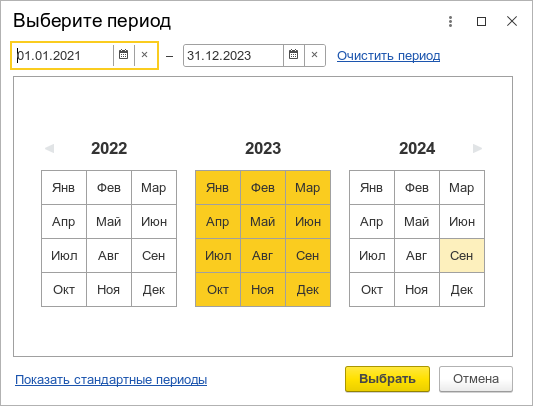 Выберите период
01.01.2021 – 31.12.2023 Очистить период
2022 2023 2024
Янв Фев Мар Янв Фев Мар Янв Фев Мар
Апр Май Июн Апр Май Июн Апр Май Июн
Июл Авг Сен Июл Авг Сен Июл Авг Сен
Окт Ноя Дек Окт Ноя Дек Окт Ноя Дек
Показать стандартные периоды Выбрать Отмена